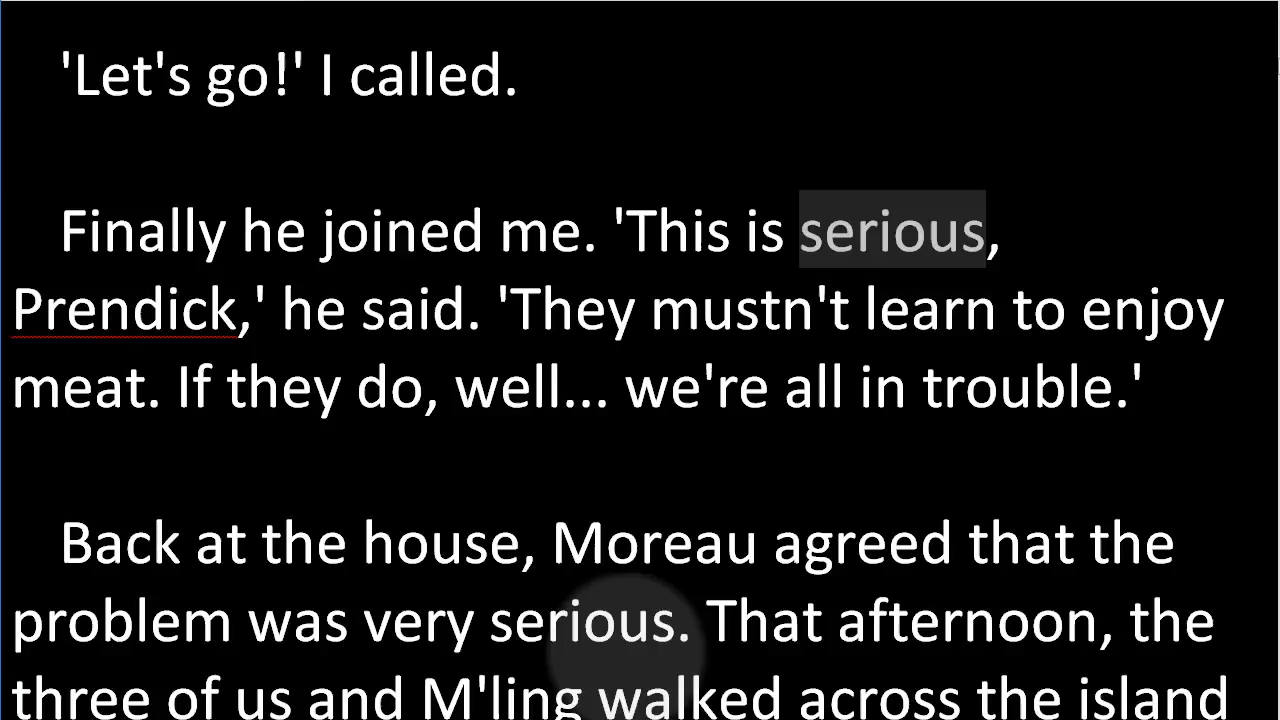 'Let's go!' I called.
Finally he joined me. 'This is serious,
Prendick,' he said. 'They mustn't learn to enjoy
meat. If they do, well... we're all in trouble.'
Back at the house, Moreau agreed that the
problem was very serious. That afternoon, the
three of us and M'ling walked across the island